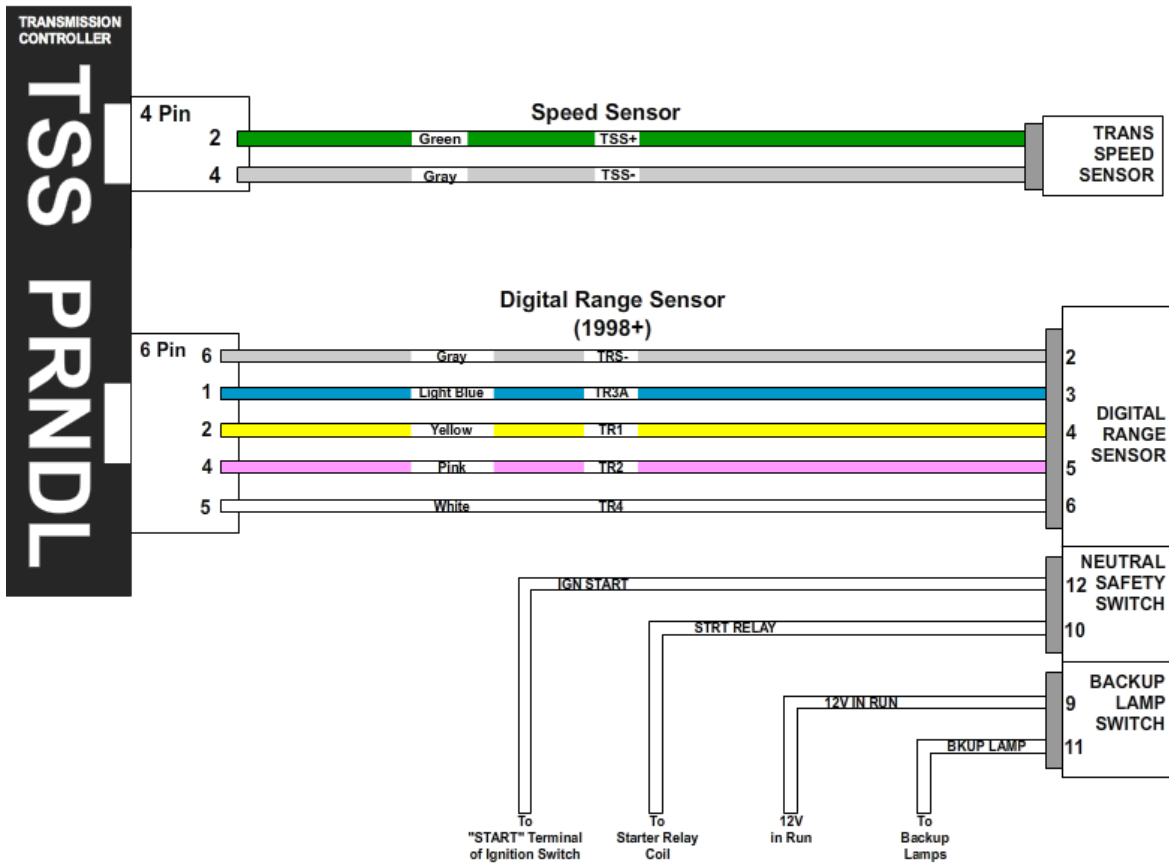 TRANSMISSION
CONTROLLER
TSS PRNDL
4 Pin
Speed Sensor
2
Green
TSS+
4
Gray
TSS-
TRANS
SPEED
SENSOR
Digital Range Sensor
(1998+)
6 Pin
6
Gray
TRS-
2
1
Light Blue
TR3A
3
2
Yellow
TR1
4
4
Pink
TR2
5
5
White
TR4
6
DIGITAL
RANGE
SENSOR
IGN START
12
STRT RELAY
10
NEUTRAL
SAFETY
SWITCH
12V IN RUN
9
BKUP LAMP
11
BACKUP
LAMP
SWITCH
To
"START" Terminal
of Ignition Switch
To
Starter Relay
Coil
12V
in Run
To
Backup
Lamps